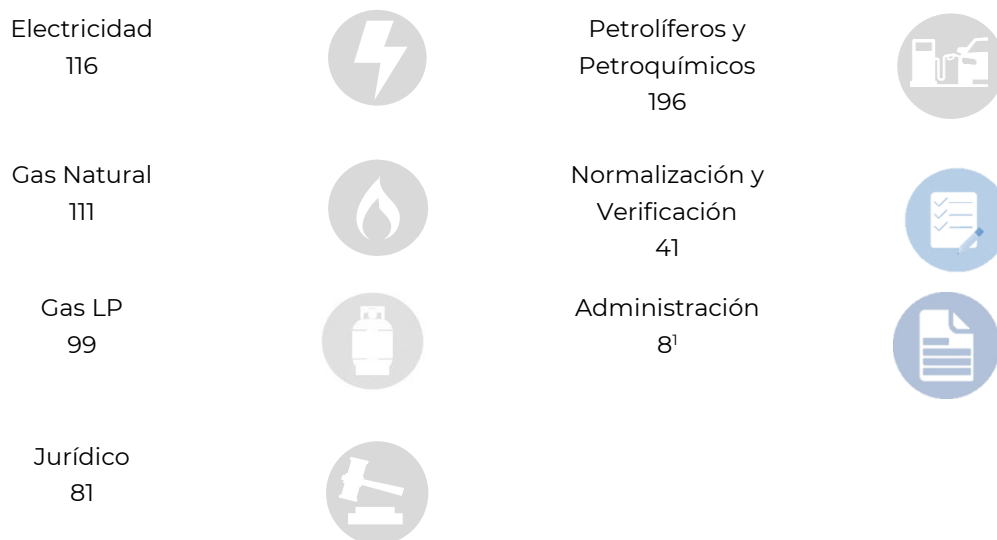 Electricidad
116
Petrolíferos y
Petroquímicos
196
Gas Natural
111
Normalización y
Verificación
41
Gas LP
99
Administración
8¹
Jurídico
81